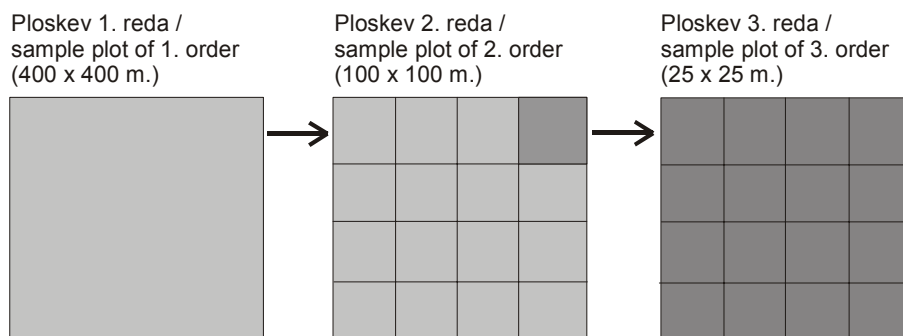 Ploskev 1. reda /
sample plot of 1. order
(400 x 400 m.)
Ploskev 2. reda /
sample plot of 2. order
(100 x 100 m.)
Ploskev 3. reda /
sample plot of 3. order
(25 x 25 m.)